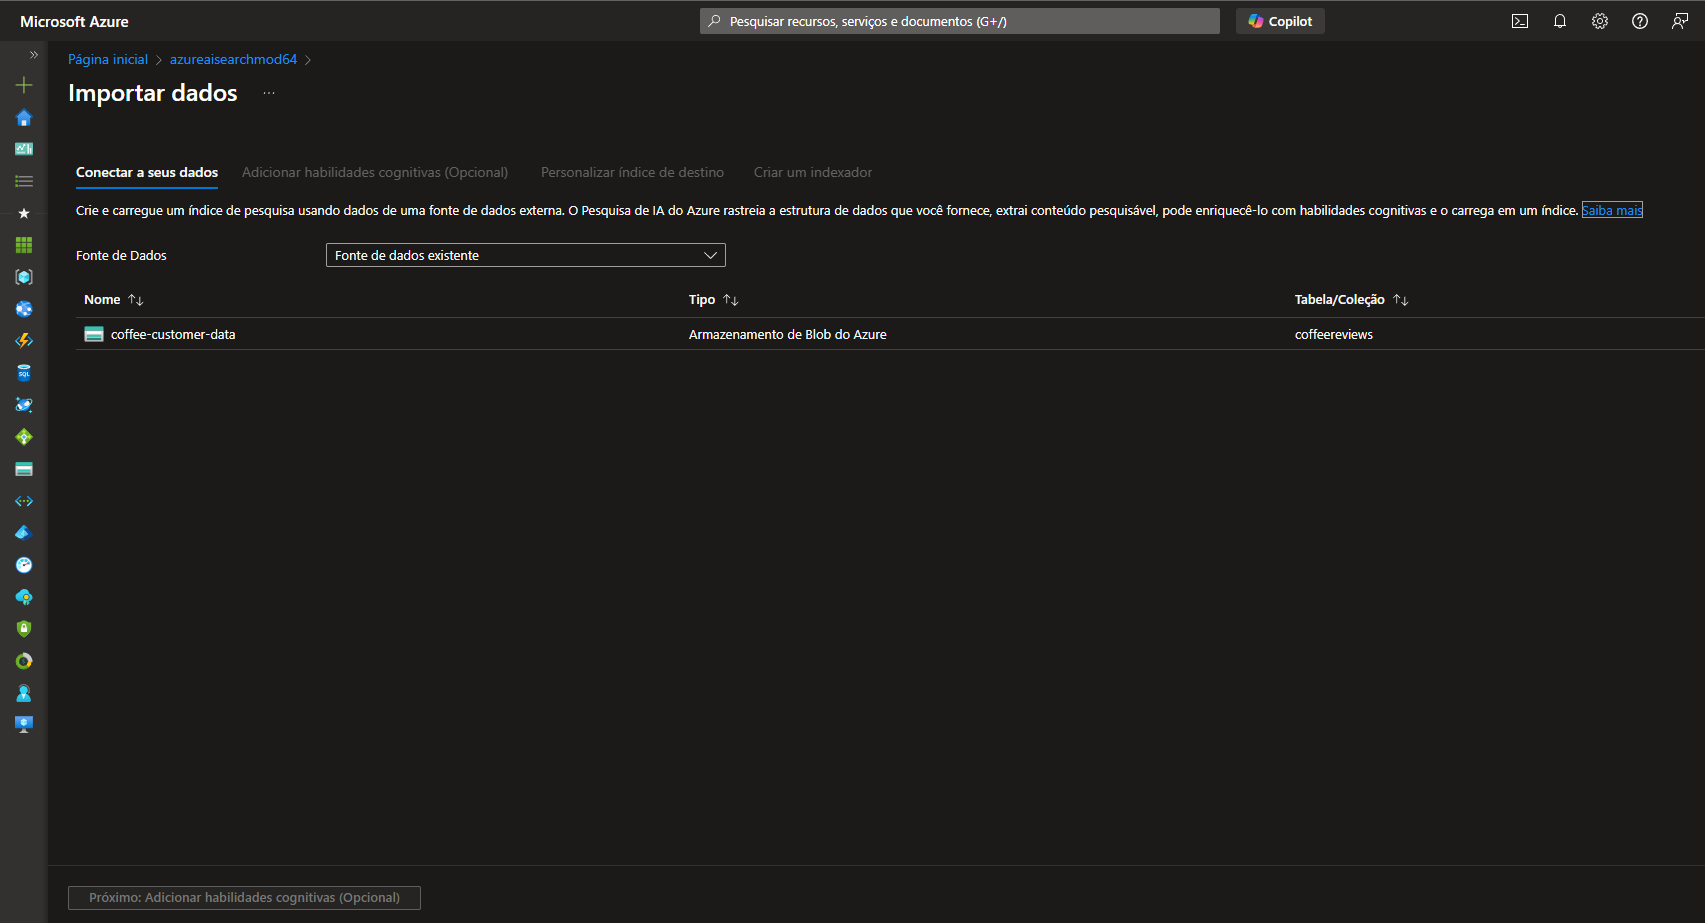 Microsoft Azure
Pesquisar recursos, serviços e documentos (G+/)
Copilot
Página inicial
azureaisearchmod64
Importar dados
Conectar a seus dados
Adicionar habilidades cognitivas (Opcional)
Personalizar índice de destino
Criar um indexador
Crie e carregue um índice de pesquisa usando dados de uma fonte de dados externa. O Pesquisa de IA do Azure rastreia a estrutura de dados que você fornece, extrai conteúdo pesquisável, pode enriquecê-lo com habilidades cognitivas e o carrega em um índice. Saiba mais
Fonte de Dados
Fonte de dados existente
Nome
Tipo
Tabela/Coleção
coffee-customer-data
Armazenamento de Blob do Azure
coffeereviews
Próximo: Adicionar habilidades cognitivas (Opcional)